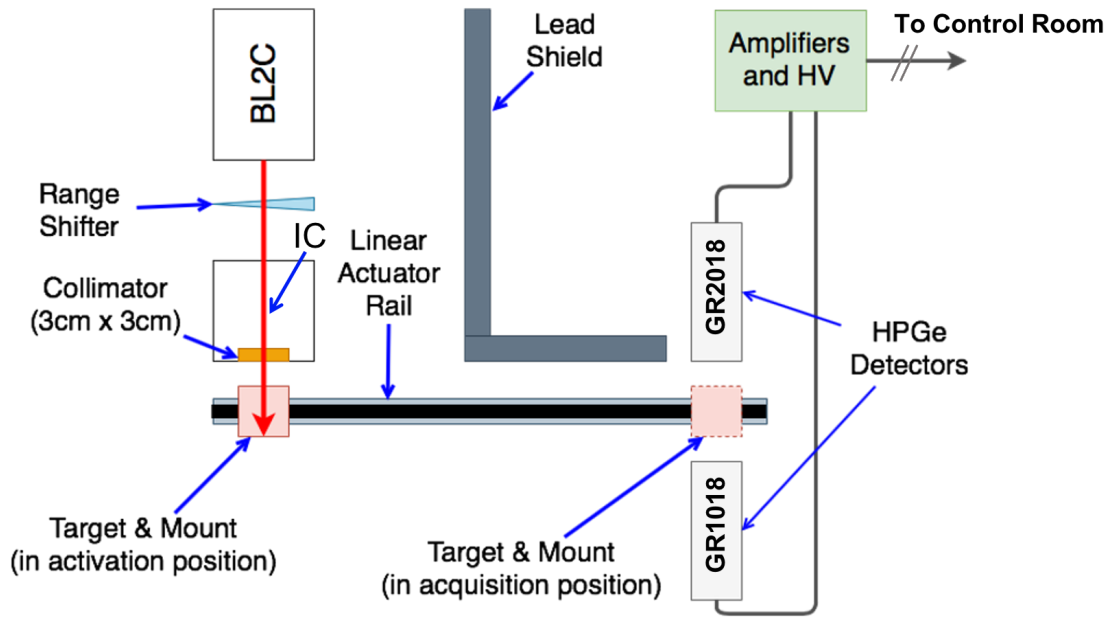 BL2C
Lead
Shield
Amplifiers
and HV
To Control Room
Range
Shifter
IC
Linear
Actuator
Rail
Collimator
(3cm x 3cm)
GR2018
HPGe
Detectors
GR1018
Target & Mount
(in activation position)
Target & Mount
(in acquisition position)